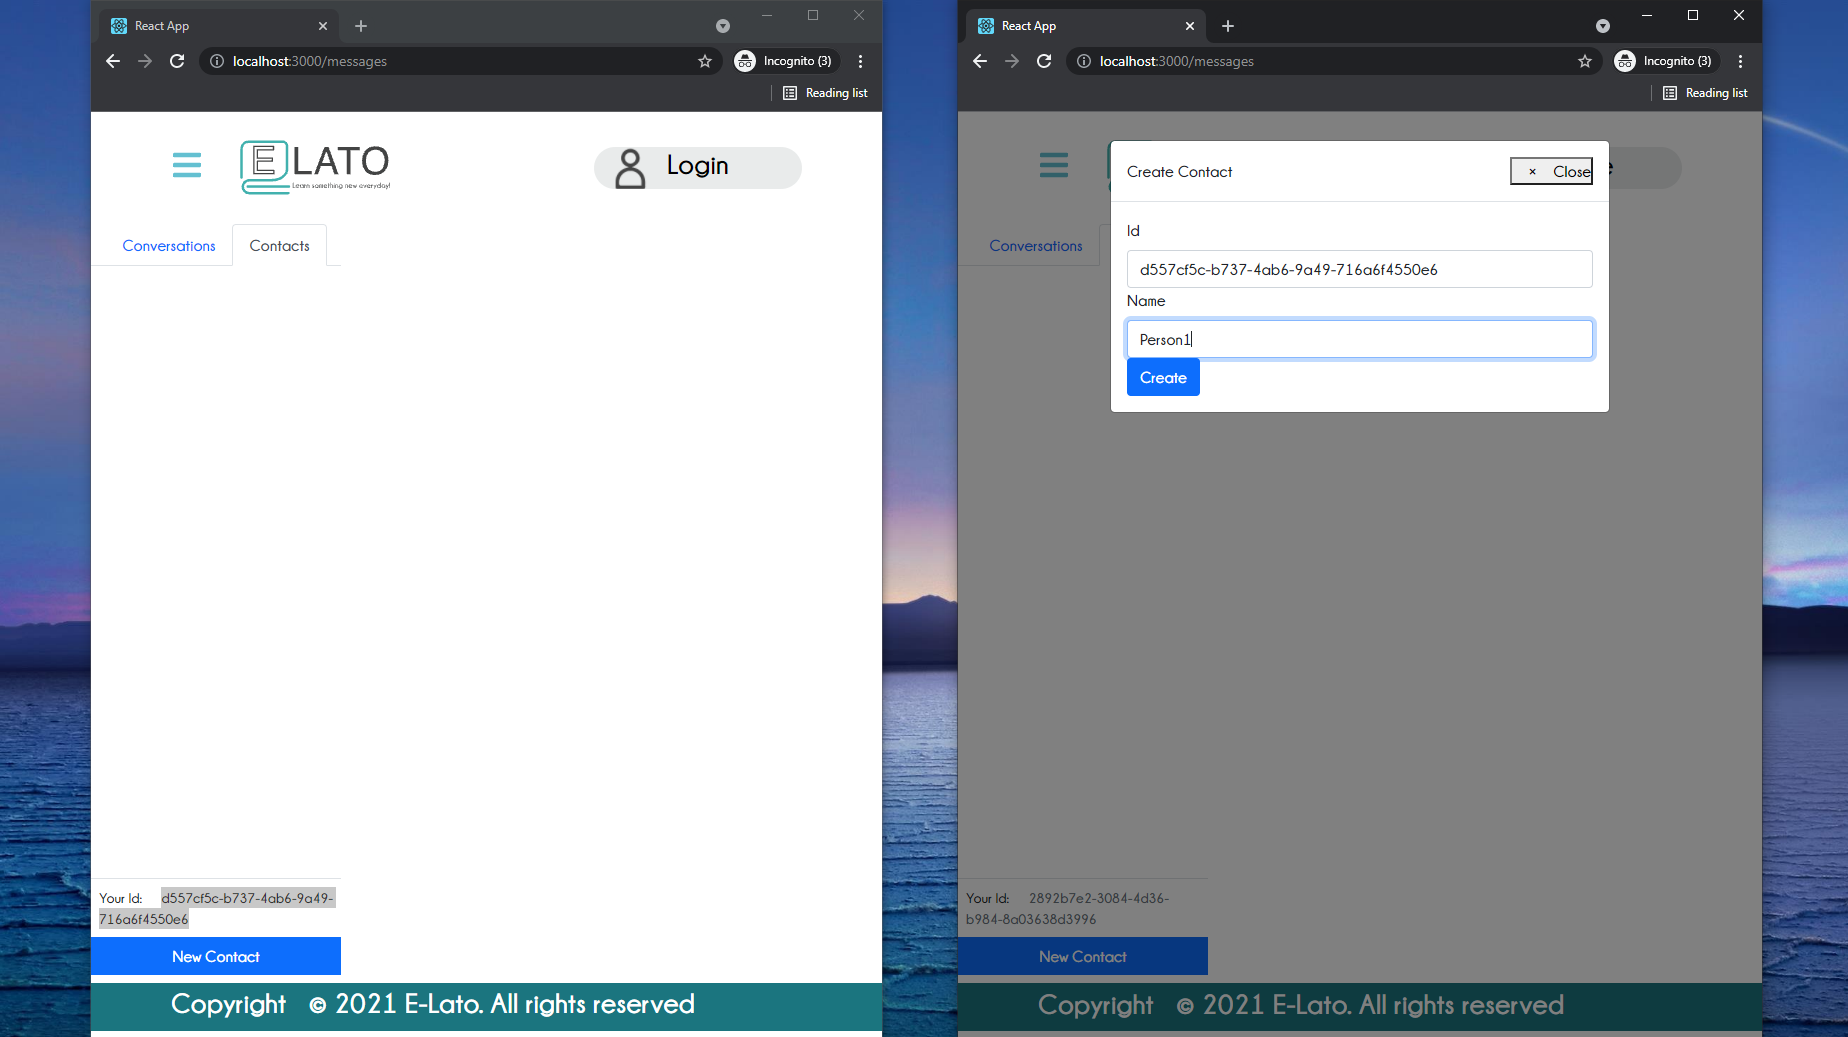 React App
localhost:3000/messages
Incognito (3)
Reading list
E LATO
Learn something new everyday!
Login
Conversations
Contacts
Your Id: d557cf5c-b737-4ab6-9a49-
716a6f4550e6
New Contact
Copyright © 2021 E-Lato. All rights reserved
React App
localhost:3000/messages
Incognito (3)
Reading list
Create Contact
× Close
Conversations
Id
d557cf5c-b737-4ab6-9a49-716a6f4550e6
Name
Person1
Create
Your Id: 2892b7e2-3084-4d36-
b984-8a03638d3996
New Contact
Copyright © 2021 E-Lato. All rights reserved